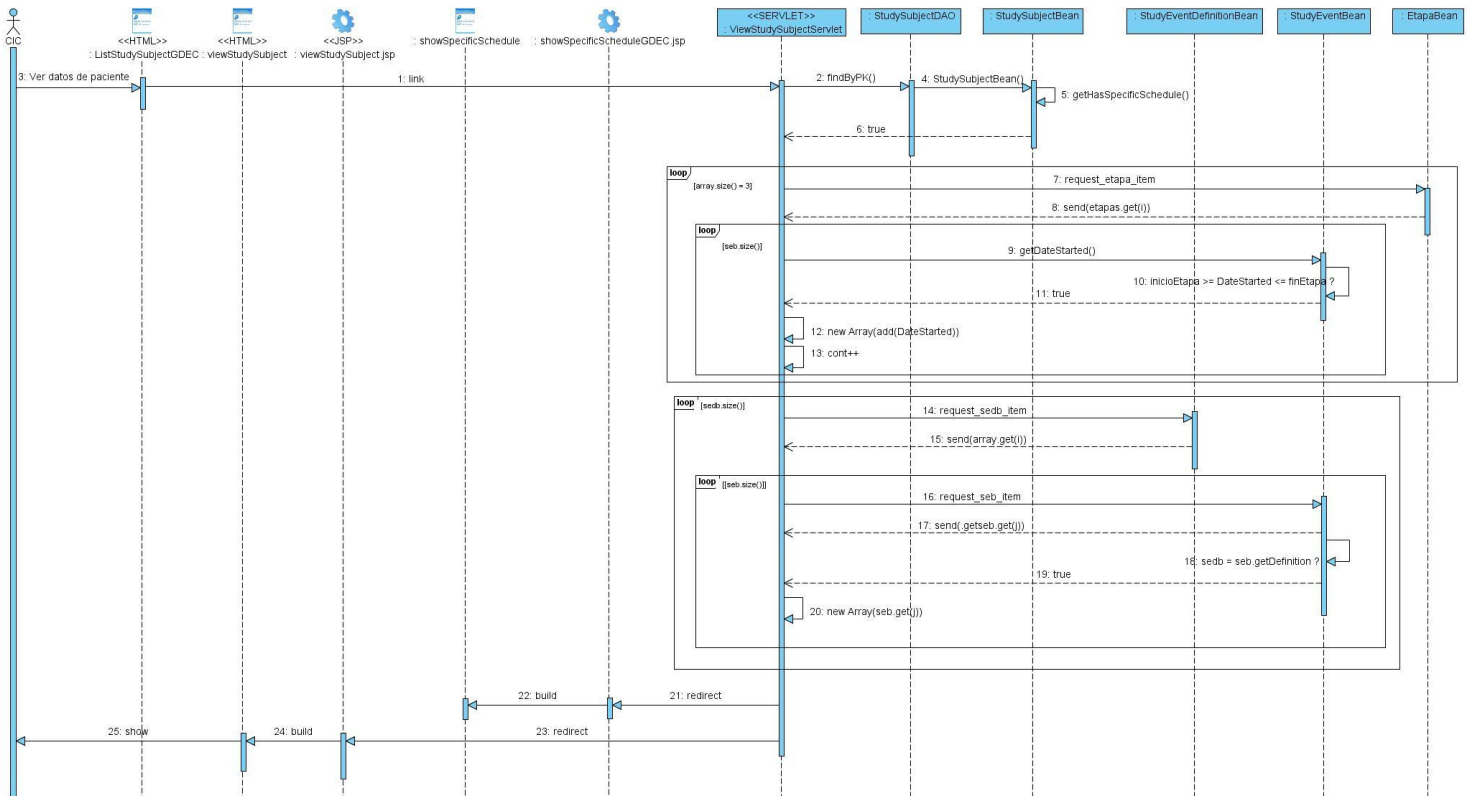 <<SERVLET>>
: ViewStudySubjectServlet
: StudySubjectDAO
: StudySubjectBean
: StudyEventDefinitionBean
: StudyEventBean
: EtapaBean
CIC
<<HTML>>
: ListStudySubjectGDEC
<<HTML>>
: viewStudySubject
<<JSP>>
: viewStudySubject.jsp
: showSpecificSchedule
: showSpecificScheduleGDEC.jsp
3: Ver datos de paciente
1: link
2: findByPK()
4: StudySubjectBean()
5: getHasSpecificSchedule()
6: true
loop
[array.size() = 3]
7: request_etapa_item
8: send(etapas.get(i))
loop
[seb.size()]
9: getDateStarted()
10: inicioEtapa >= DateStarted <= finEtapa ?
11: true
12: new Array(add(DateStarted))
13: cont++
loop
[sedb.size()]
14: request_sedb_item
15: send(array.get(i))
loop
[[seb.size()]]
16: request_seb_item
17: send(.getseb.get(j))
18: sedb = seb.getDefinition ?
19: true
20: new Array(seb.get(j))
22: build
21: redirect
25: show
24: build
23: redirect